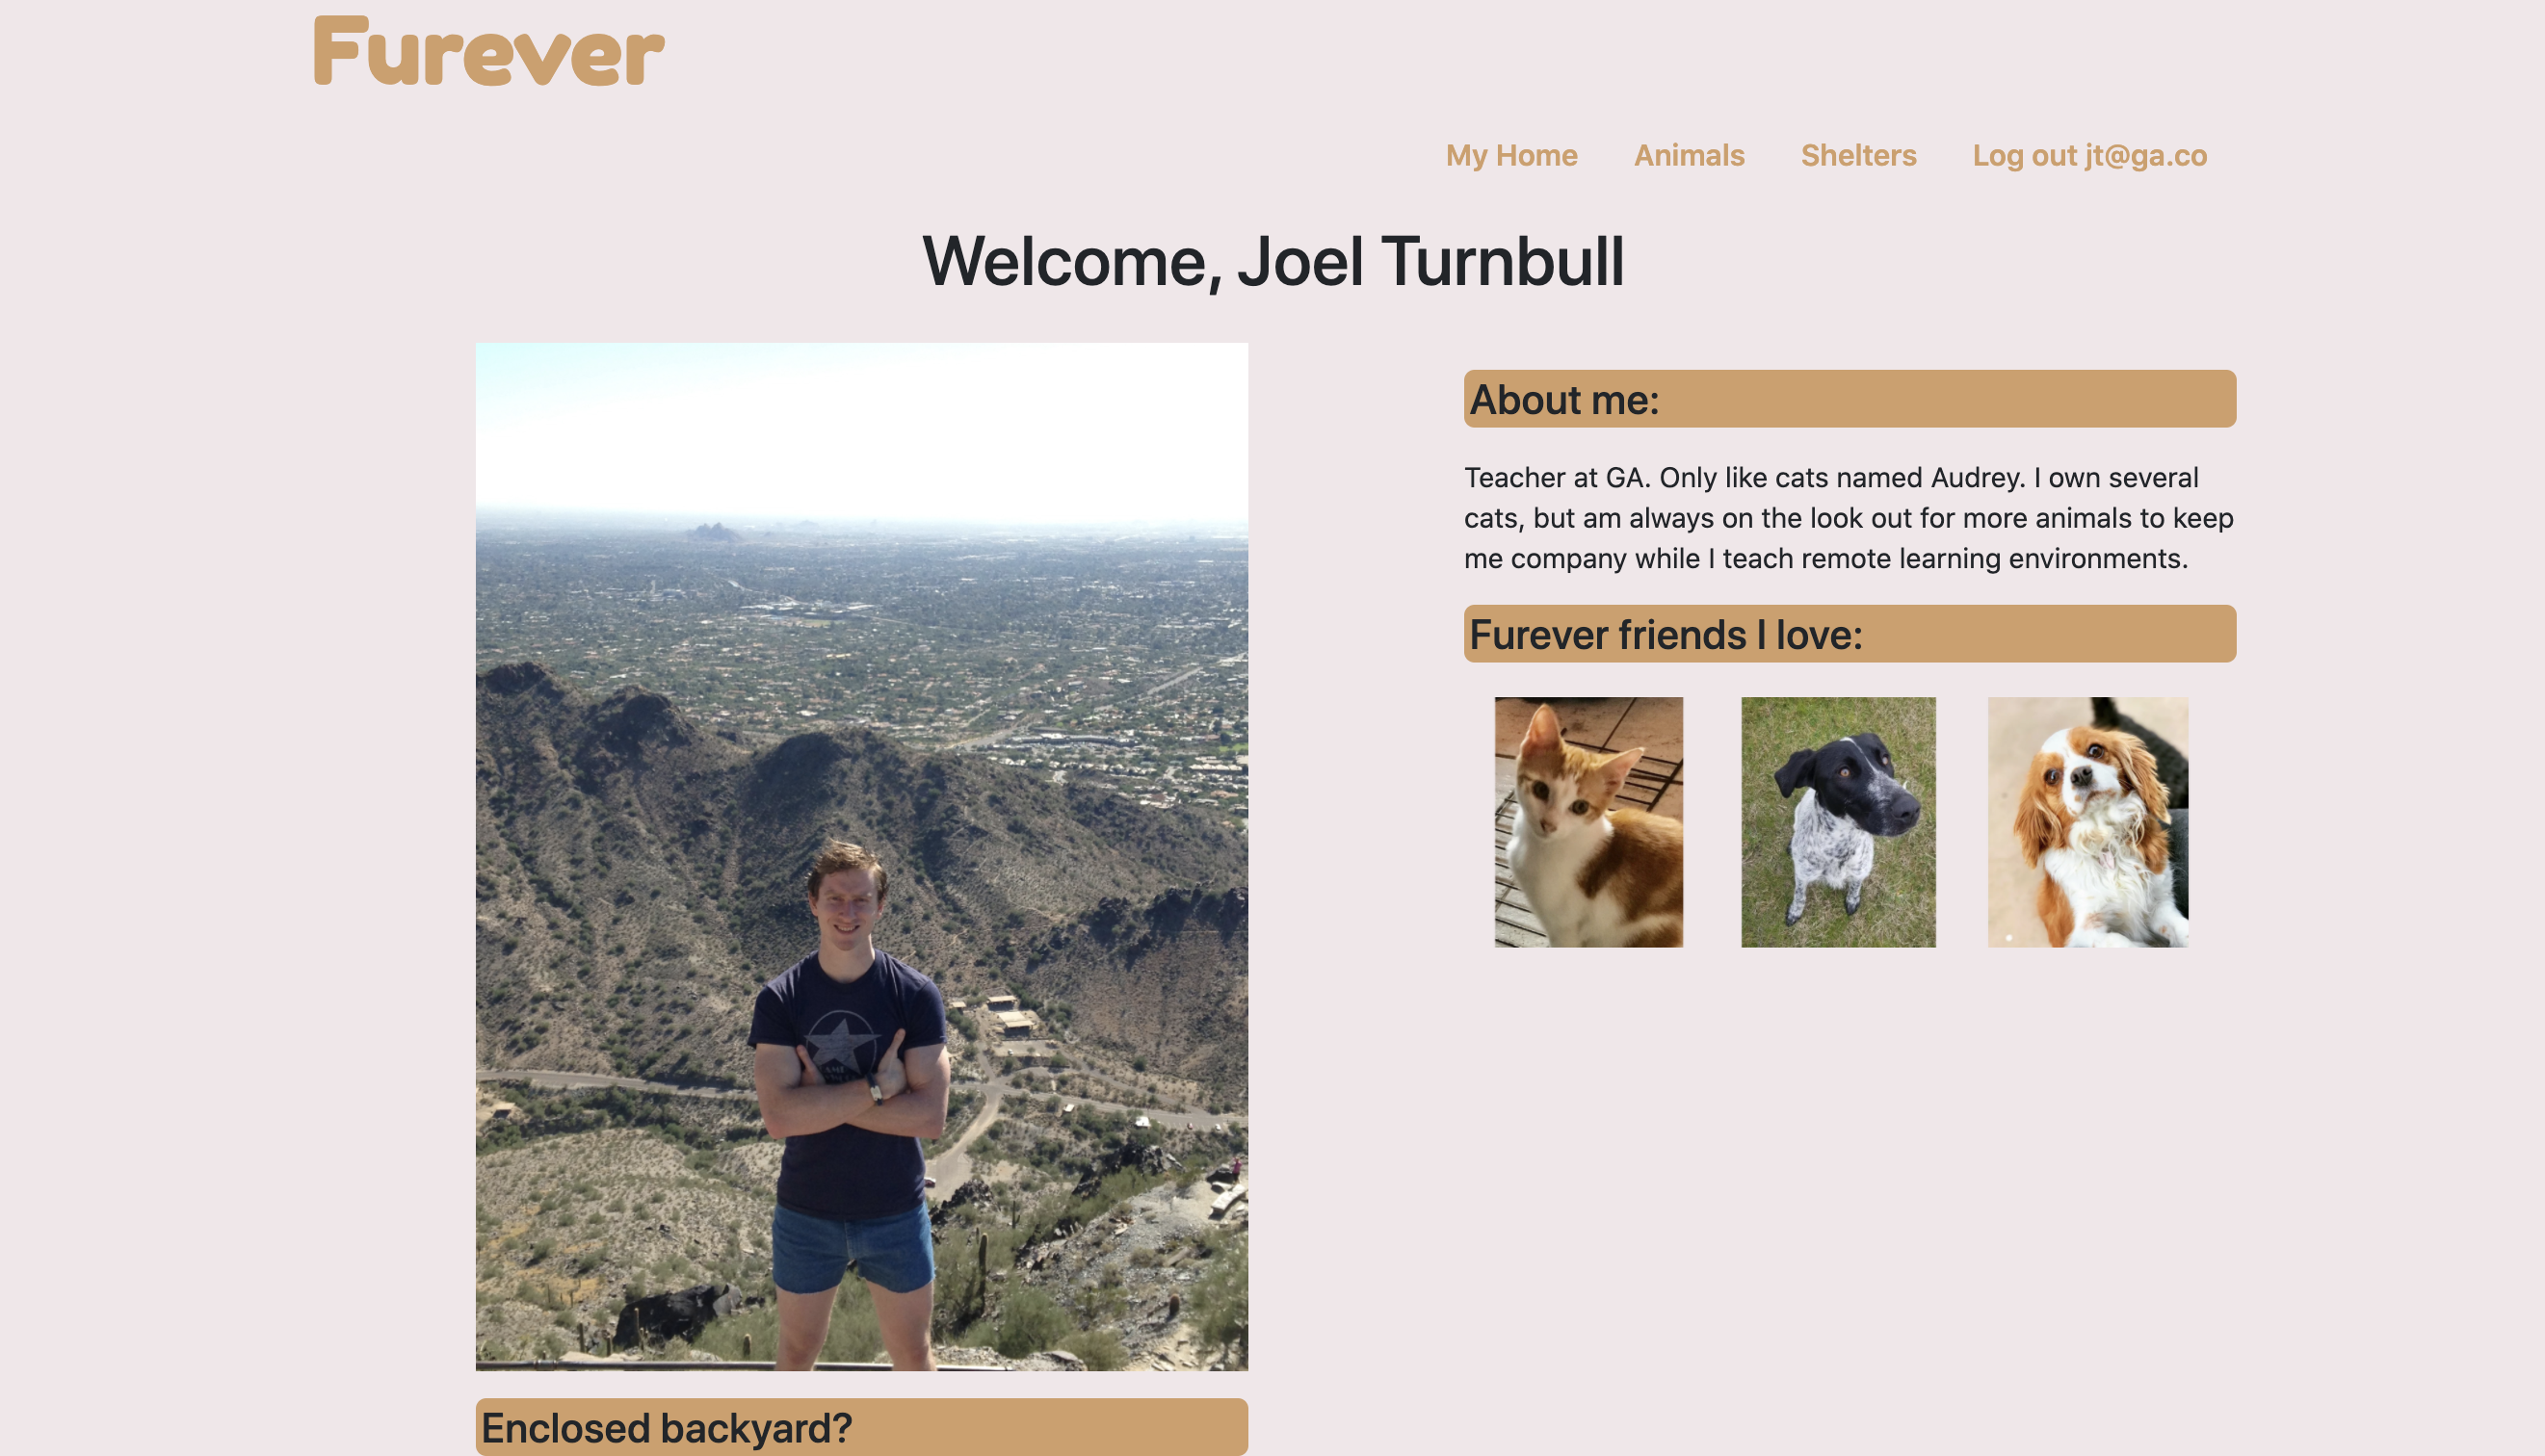 Furever
My Home Animals Shelters Log out jt@ga.co
Welcome, Joel Turnbull
About me:
Teacher at GA. Only like cats named Audrey. I own several
cats, but am always on the look out for more animals to keep
me company while I teach remote learning environments.
Furever friends I love:
Enclosed backyard?